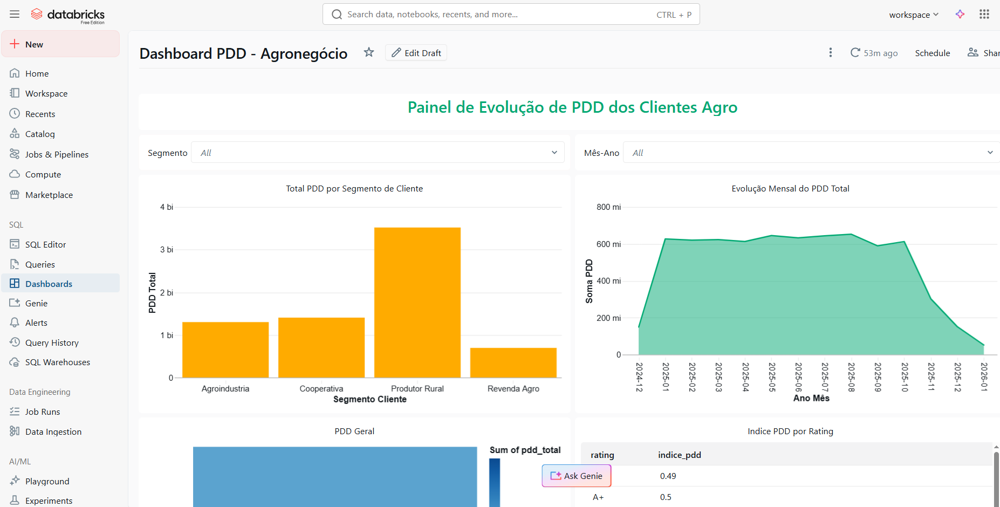 databricks
Free Edition
Search data, notebooks, recents, and more...
CTRL + P
workspace
New
Home
Workspace
Recents
Catalog
Jobs & Pipelines
Compute
Marketplace
SQL
SQL Editor
Queries
Dashboards
Genie
Alerts
Query History
SQL Warehouses
Data Engineering
Job Runs
Data Ingestion
AI/ML
Playground
Experiments
Dashboard PDD - Agronegócio
Edit Draft
53m ago
Schedule
Shar
Painel de Evolução de PDD dos Clientes Agro
Segmento
All
Mês-Ano
All
Total PDD por Segmento de Cliente
4 bi
3 bi
2 bi
1 bi
0
PDD Total
Agroindustria
Cooperativa
Produtor Rural
Revenda Agro
Segmento Cliente
Evolução Mensal do PDD Total
800 mi
600 mi
400 mi
200 mi
0
Soma PDD
2024-12
2025-01
2025-02
2025-03
2025-04
2025-05
2025-06
2025-07
2025-08
2025-09
2025-10
2025-11
2025-12
2026-01
Ano Mês
PDD Geral
Sum of pdd_total
Ask Genie
Indice PDD por Rating
rating indice_pdd
0.49
A+ 0.5